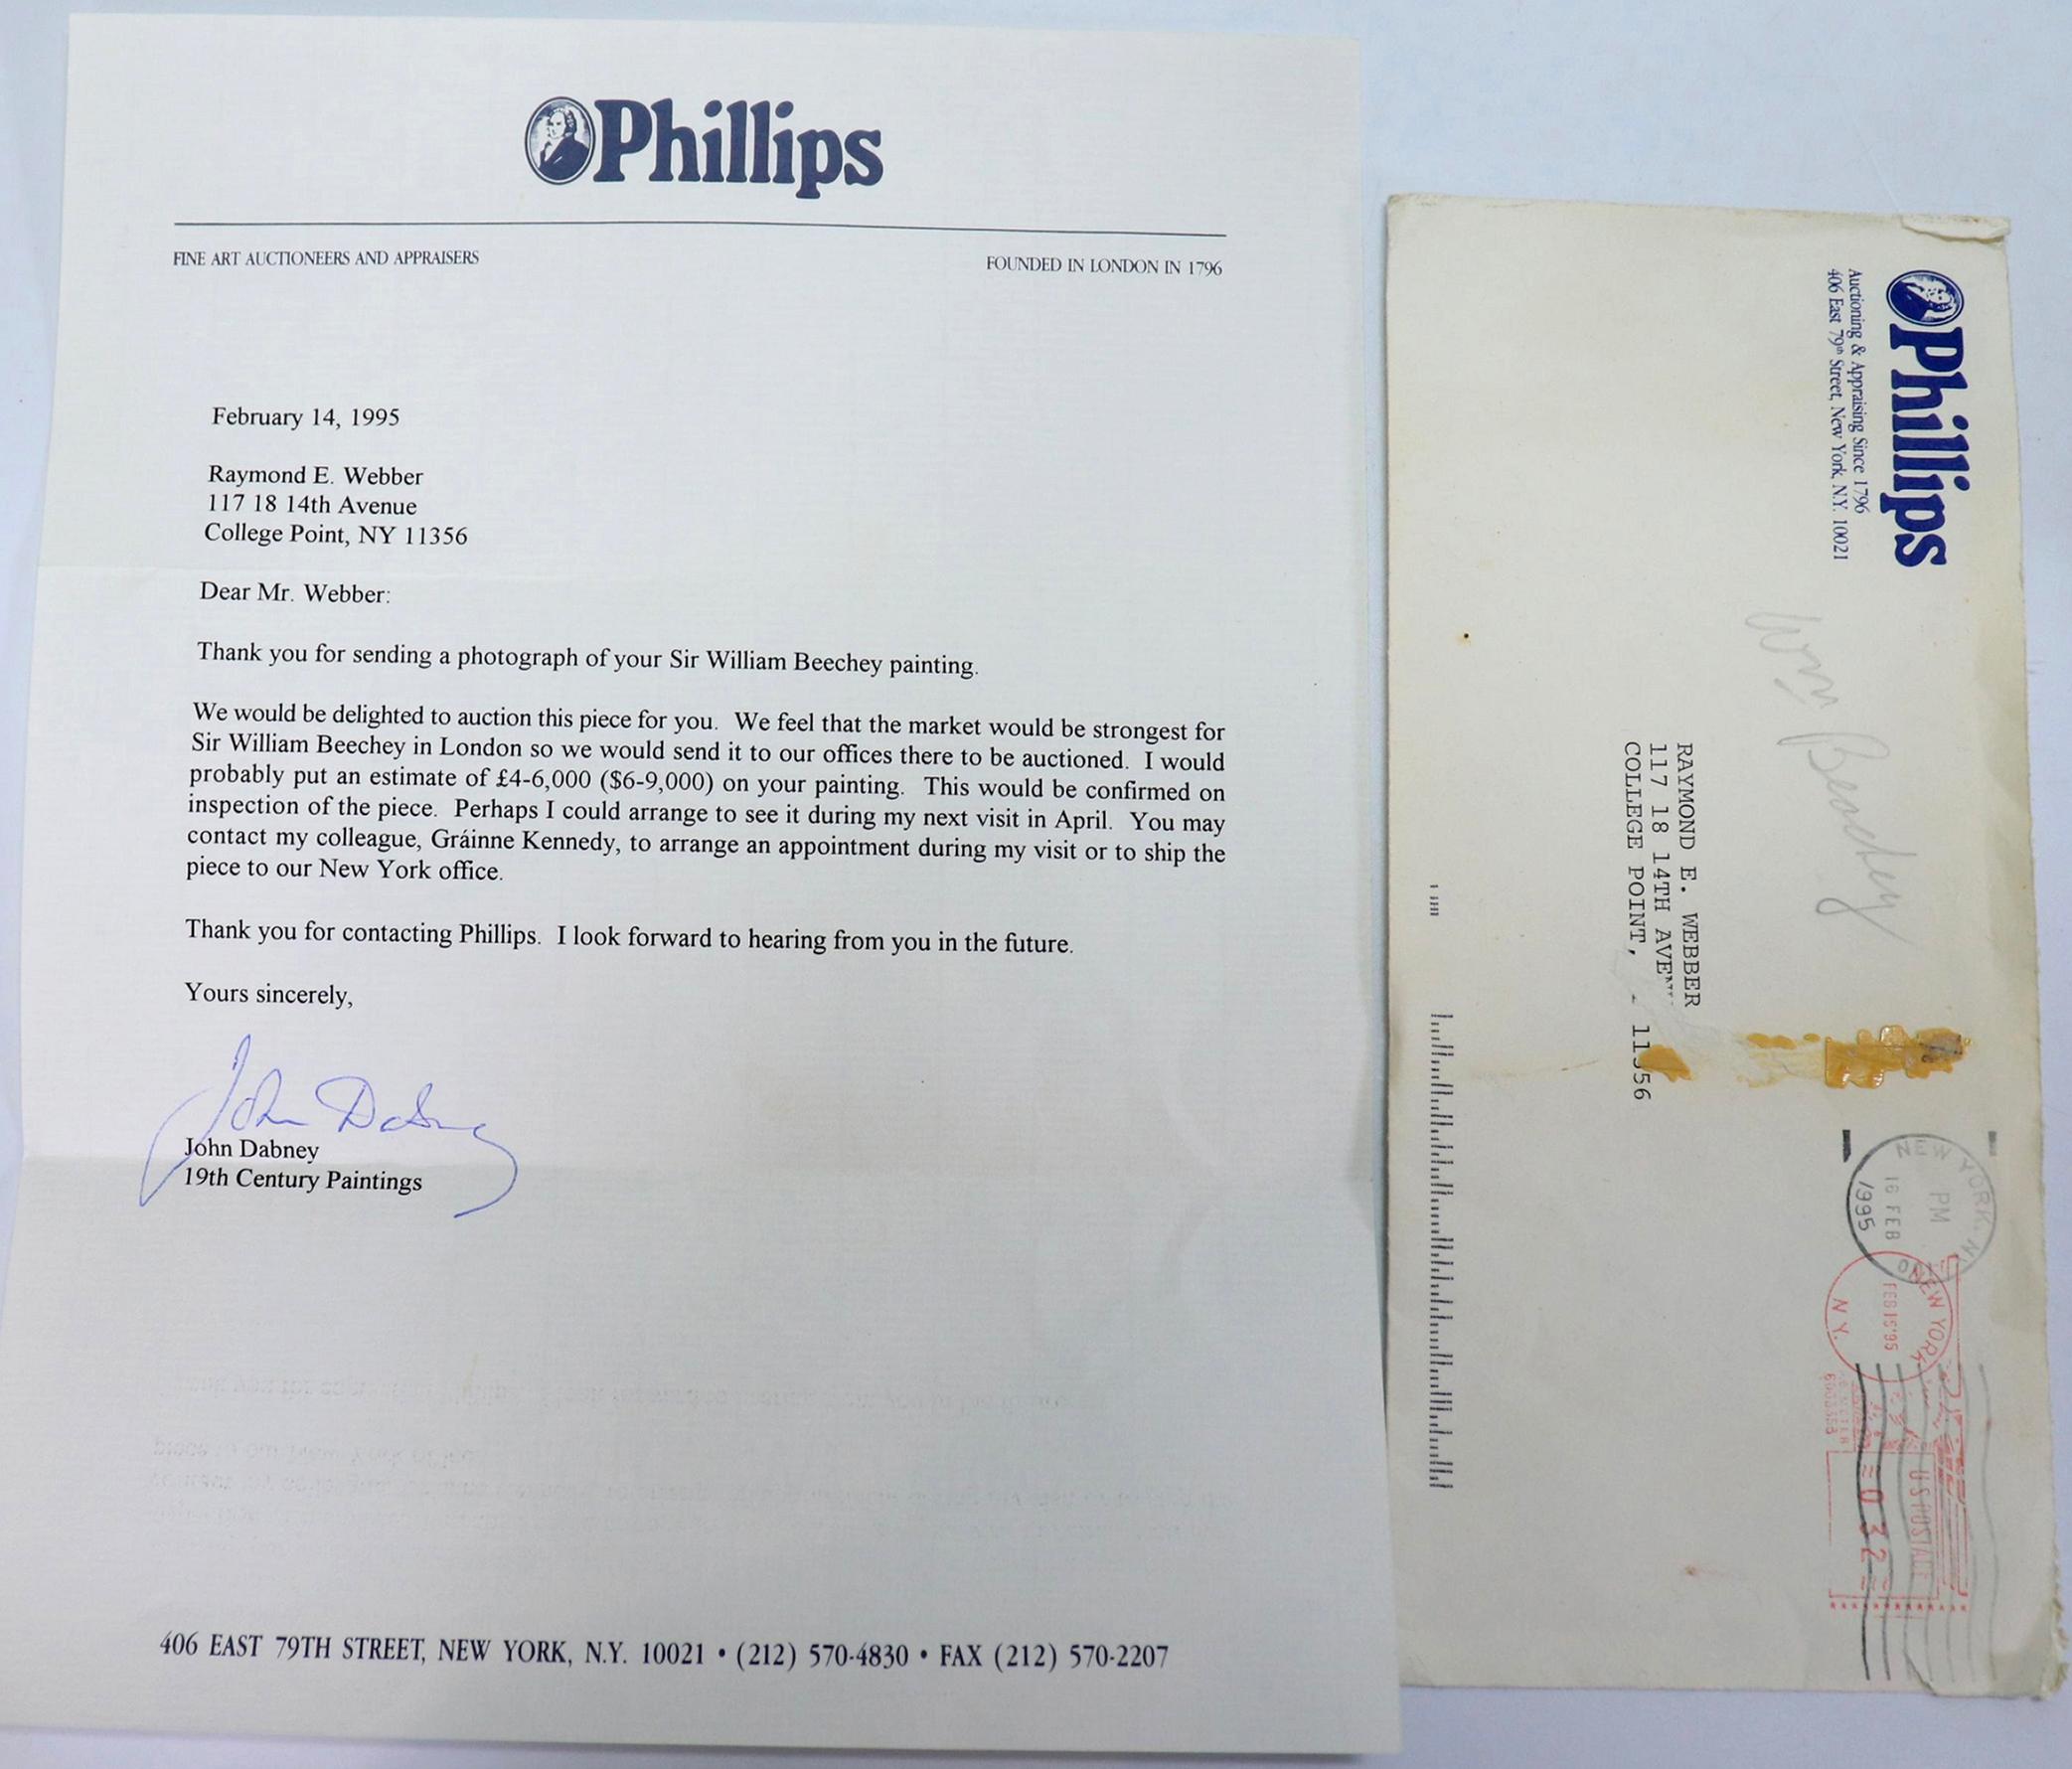 Phillips
FINE ART AUCTIONEERS AND APPRAISERS
FOUNDED IN LONDON IN 1796
February 14, 1995
Raymond E. Webber
117 18 14th Avenue
College Point, NY 11356
Dear Mr. Webber:
Thank you for sending a photograph of your Sir William Beechey painting.
We would be delighted to auction this piece for you. We feel that the market would be strongest for
Sir William Beechey in London so we would send it to our offices there to be auctioned. I would
probably put an estimate of £4-6,000 ($6-9,000) on your painting. This would be confirmed on
inspection of the piece. Perhaps I could arrange to see it during my next visit in April. You may
contact my colleague, Gráinne Kennedy, to arrange an appointment during my visit or to ship the
piece to our New York office.
Thank you for contacting Phillips. I look forward to hearing from you in the future.
Yours sincerely,
John Dabney
John Dabney
19th Century Paintings
406 EAST 79TH STREET, NEW YORK, N.Y. 10021 • (212) 570-4830 • FAX (212) 570-2207
Phillips
Auctioning & Appraising Since 1796
406 East 79th Street, New York, N.Y. 10021
Wm Beechey
RAYMOND E. WEBBER
117 18 14TH
COLLEGE POINT,
NEW YORK, NY
PM
16 FEB
1995
NEW YORK
FEB15'95
N.Y.
U.S. POSTAGE
032